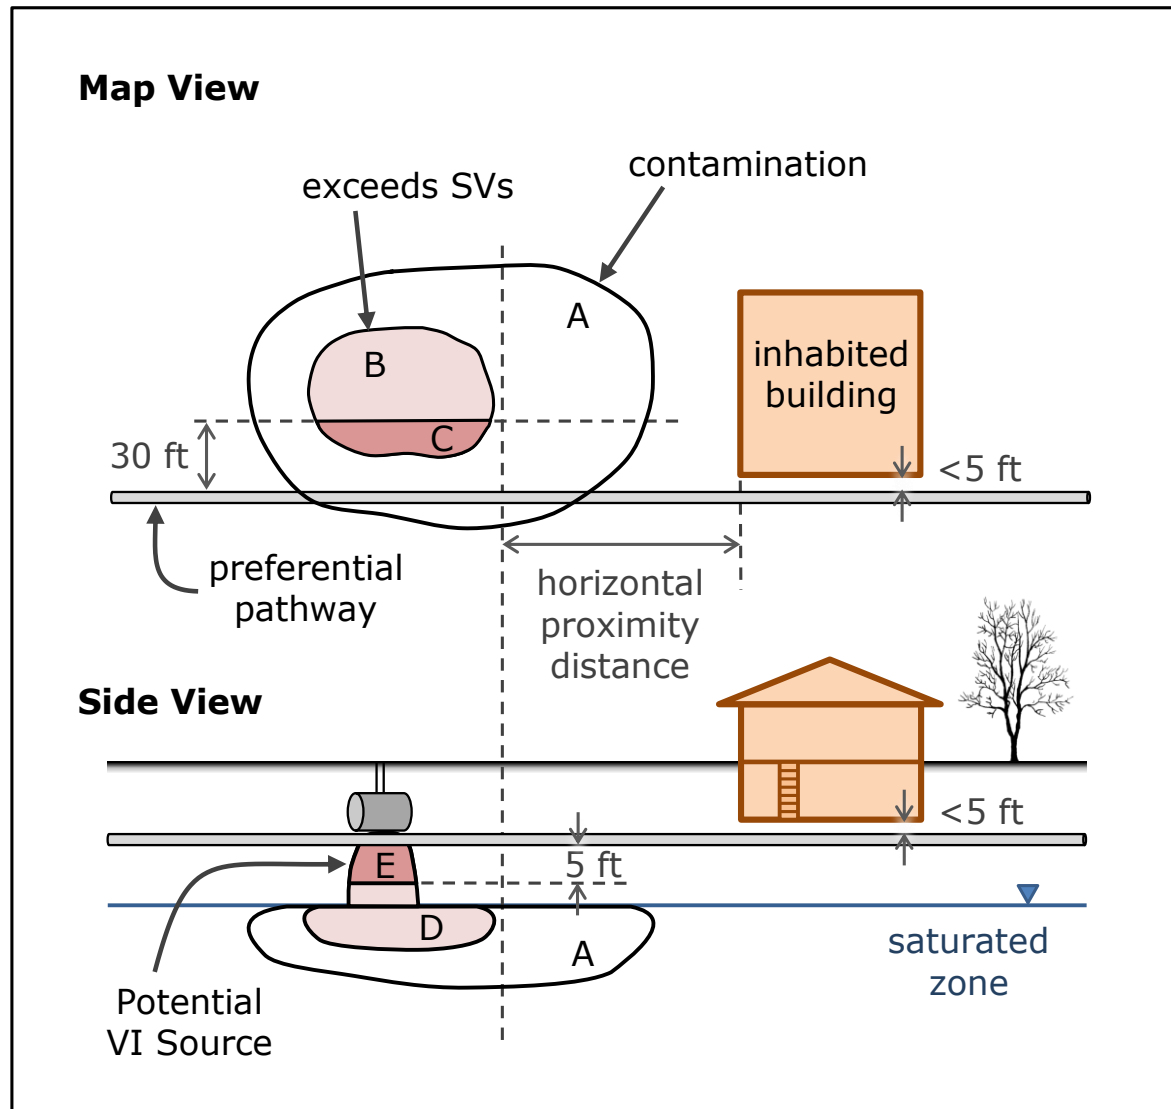 Map View
contamination
exceeds SVs
A
B
inhabited
building
C
30 ft
<5 ft
preferential
pathway
horizontal
proximity
distance
Side View
<5 ft
E
5 ft
D
A
saturated
zone
Potential
VI Source